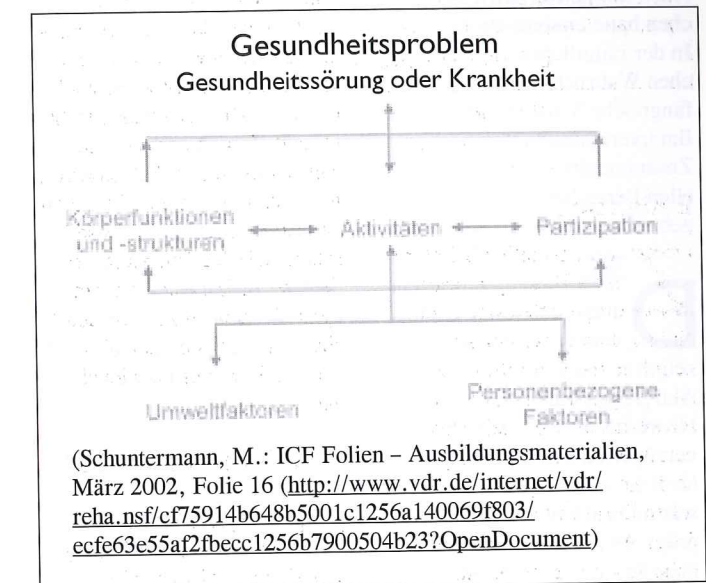 Gesundheitsproblem
Gesundheitssörung oder Krankheit
Körperfunktionen und -strukturen
Aktivitäten
Partizipation
Umweltfaktoren
Personenbezogene Faktoren
(Schuntermann, M.: ICF Folien – Ausbildungsmaterialien,
März 2002, Folie 16 (http://www.vdr.de/internet/vdr/
reha.nsf/cf75914b648b5001c1256a140069f803/
ecfe63e55af2fbecc1256b7900504b23?OpenDocument)